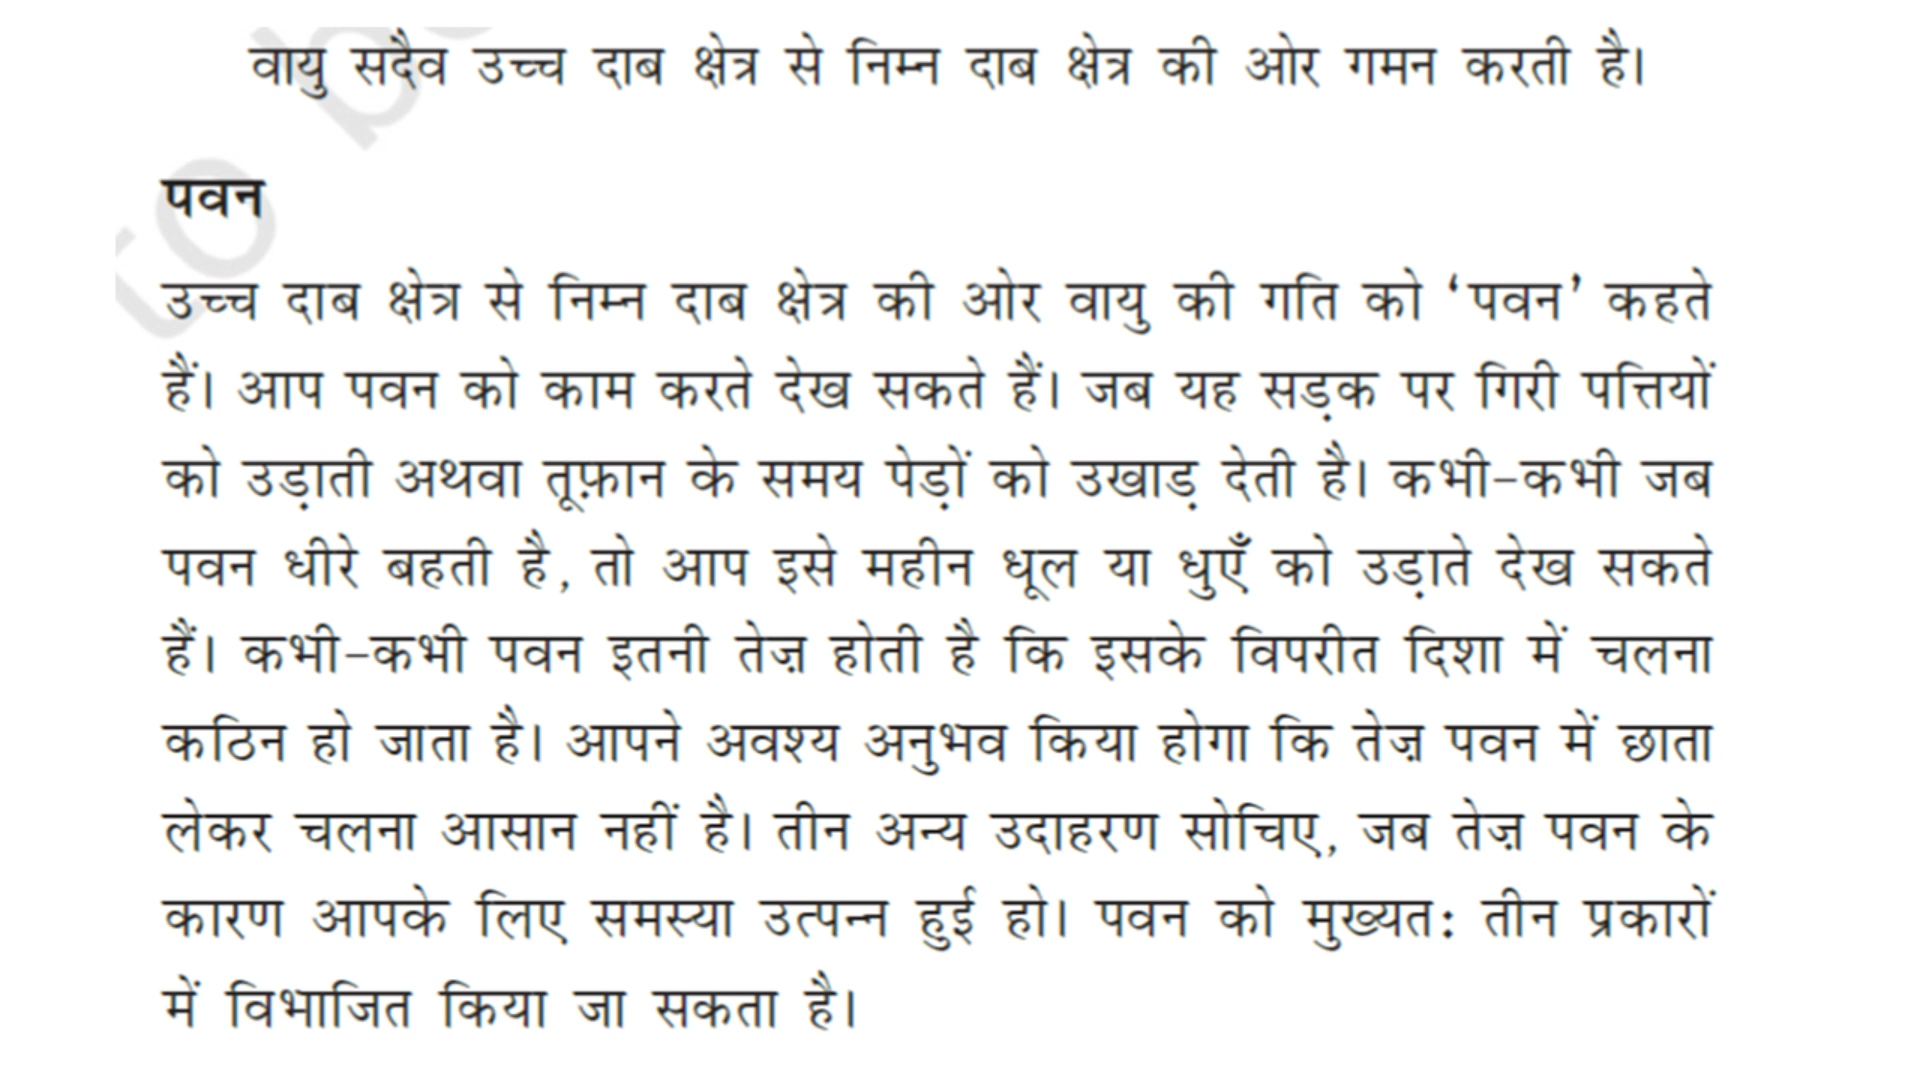 वायु सदैव उच्च दाब क्षेत्र से निम्न दाब क्षेत्र की ओर गमन करती है।
पवन
उच्च दाब क्षेत्र से निम्न दाब क्षेत्र की ओर वायु की गति को ‘पवन’ कहते
हैं। आप पवन को काम करते देख सकते हैं। जब यह सड़क पर गिरी पत्तियों
को उड़ाती अथवा तूफ़ान के समय पेड़ों को उखाड़ देती है। कभी-कभी जब
पवन धीरे बहती है, तो आप इसे महीन धूल या धुएँ को उड़ाते देख सकते
हैं। कभी-कभी पवन इतनी तेज़ होती है कि इसके विपरीत दिशा में चलना
कठिन हो जाता है। आपने अवश्य अनुभव किया होगा कि तेज़ पवन में छाता
लेकर चलना आसान नहीं है। तीन अन्य उदाहरण सोचिए, जब तेज़ पवन के
कारण आपके लिए समस्या उत्पन्न हुई हो। पवन को मुख्यत: तीन प्रकारों
में विभाजित किया जा सकता है।